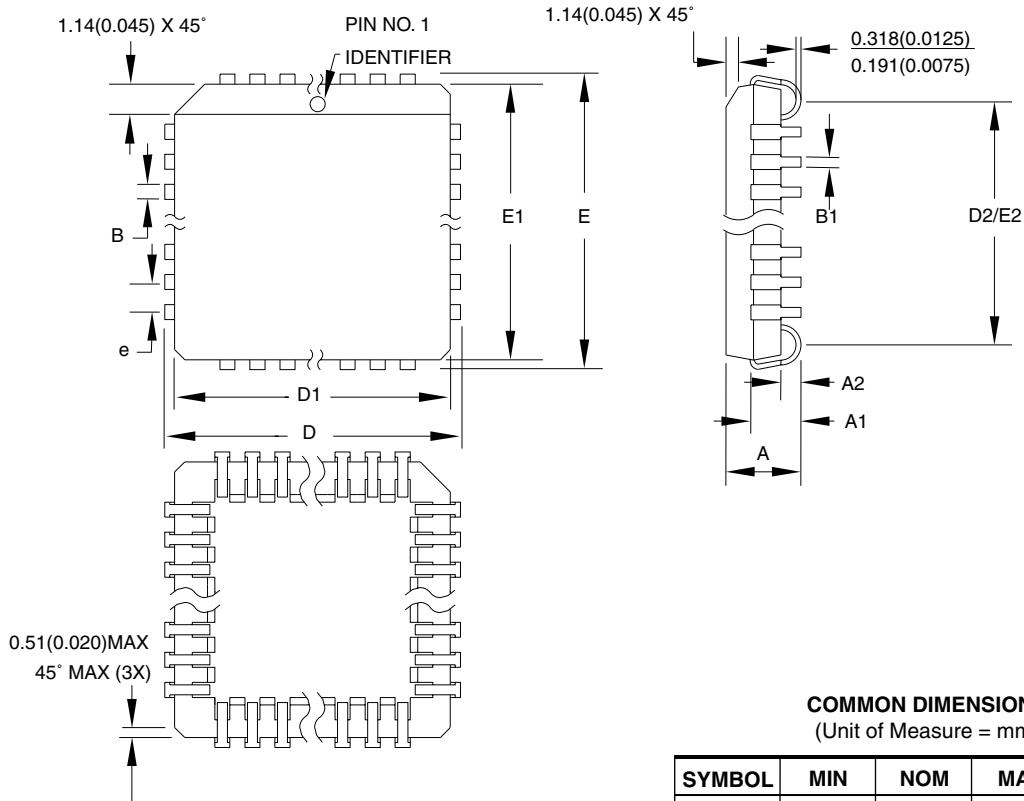 1.14(0.045) X 45˚
PIN NO. 1
IDENTIFIER
1.14(0.045) X 45˚
0.318(0.0125)
0.191(0.0075)
E1
E
B
e
B1
D2/E2
A2
A1
A
D1
D
0.51(0.020)MAX
45˚ MAX (3X)
COMMON DIMENSION
(Unit of Measure = mm
SYMBOL MIN NOM MA